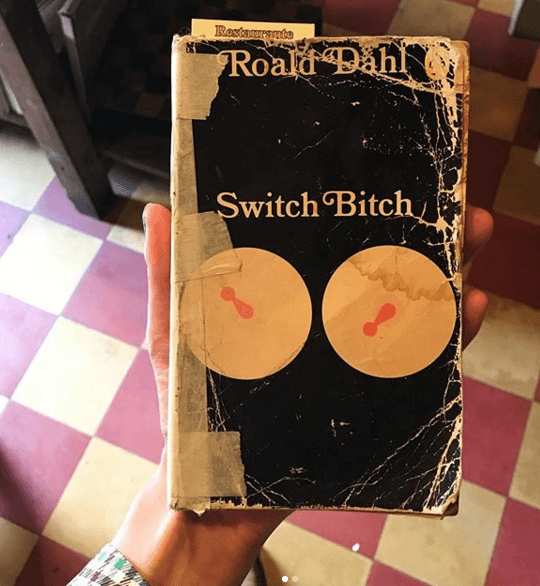 Restaurante
Roald Dahl
Switch Bitch